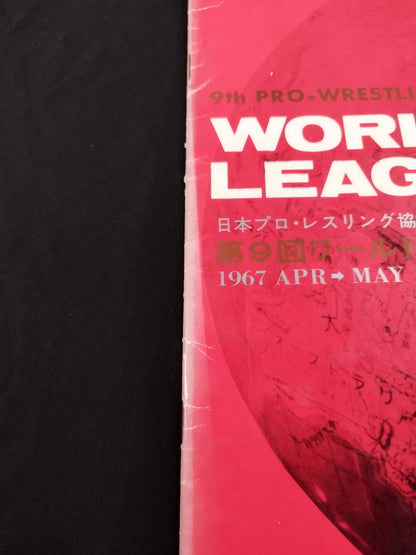 9th PRO-WRESTLI
WORL
LEAG
日本プロ・レスリング協
第9回ワールド
1967 APR➡MAY
大